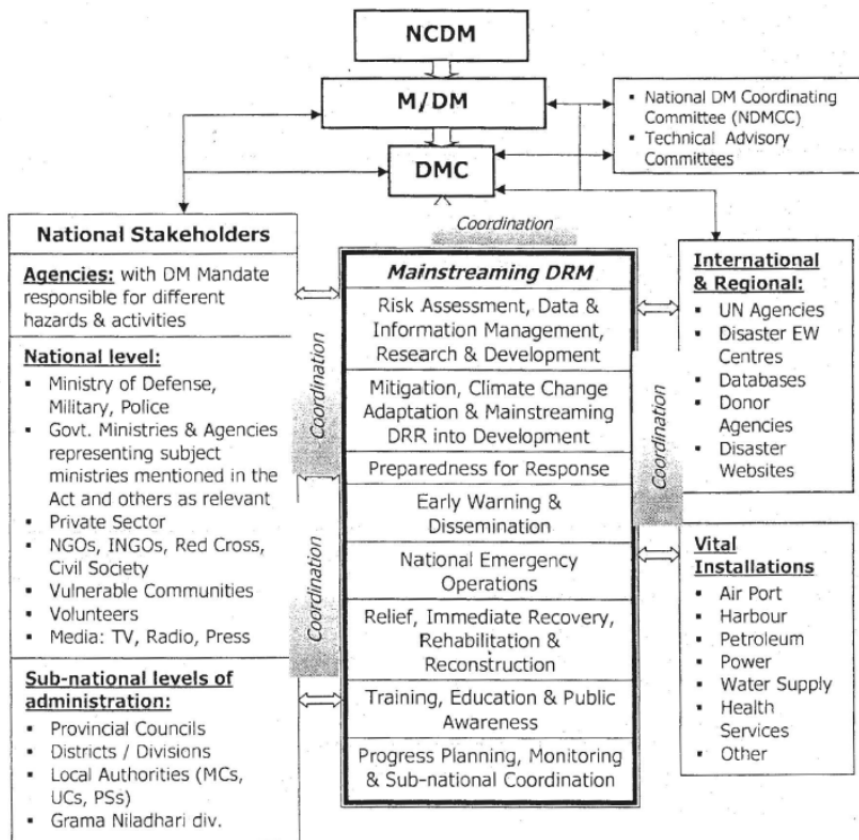 NCDM
M/DM
▪ National DM Coordinating
Committee (NDMCC)
▪ Technical Advisory
Committees
DMC
Coordination
National Stakeholders
Agencies: with DM Mandate
responsible for different
hazards & activities
National level:
▪ Ministry of Defense,
Military, Police
▪ Govt. Ministries & Agencies
representing subject
ministries mentioned in the
Act and others as relevant
▪ Private Sector
▪ NGOs, INGOs, Red Cross,
Civil Society
▪ Vulnerable Communities
▪ Volunteers
▪ Media: TV, Radio, Press
Sub-national levels of
administration:
▪ Provincial Councils
▪ Districts / Divisions
▪ Local Authorities (MCs,
UCs, PSs)
▪ Grama Niladhari div.
Coordination
Coordination
Mainstreaming DRM
Risk Assessment, Data &
Information Management,
Research & Development
Mitigation, Climate Change
Adaptation & Mainstreaming
DRR into Development
Preparedness for Response
Early Warning &
Dissemination
National Emergency
Operations
Relief, Immediate Recovery,
Rehabilitation &
Reconstruction
Training, Education & Public
Awareness
Progress Planning, Monitoring
& Sub-national Coordination
Coordination
International
& Regional:
▪ UN Agencies
▪ Disaster EW
Centres
▪ Databases
▪ Donor
Agencies
▪ Disaster
Websites
Vital
Installations
▪ Air Port
▪ Harbour
▪ Petroleum
▪ Power
▪ Water Supply
▪ Health
Services
▪ Other